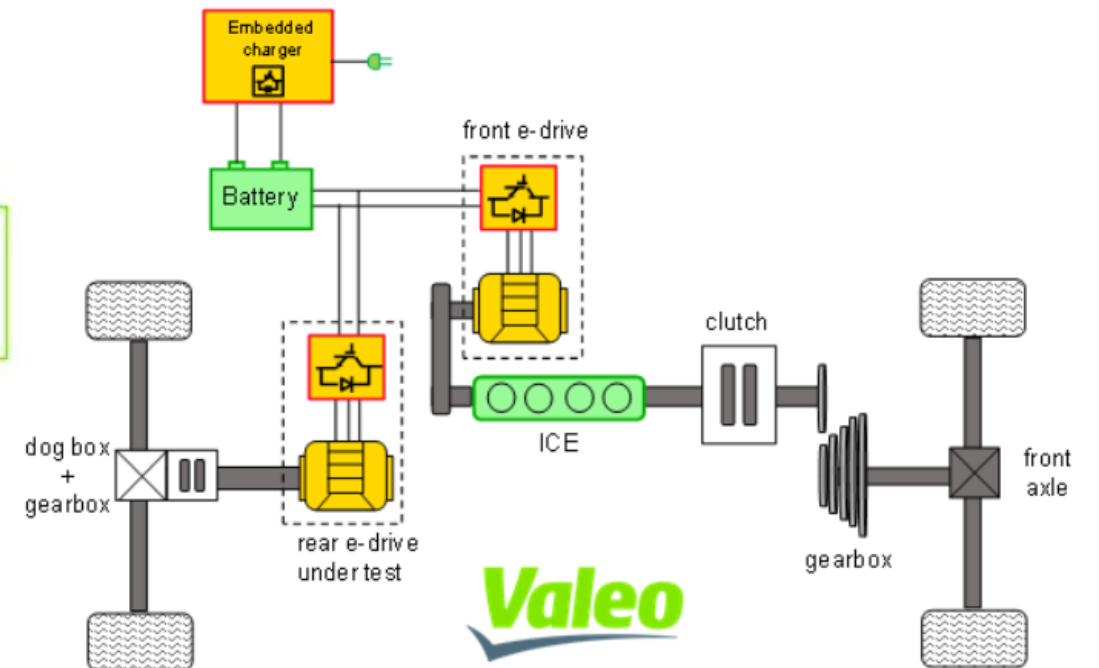 Embedded
charger
front e-drive
Battery
clutch
ICE
dog box
+
gearbox
front
axle
rear e-drive
under test
gearbox
Valeo